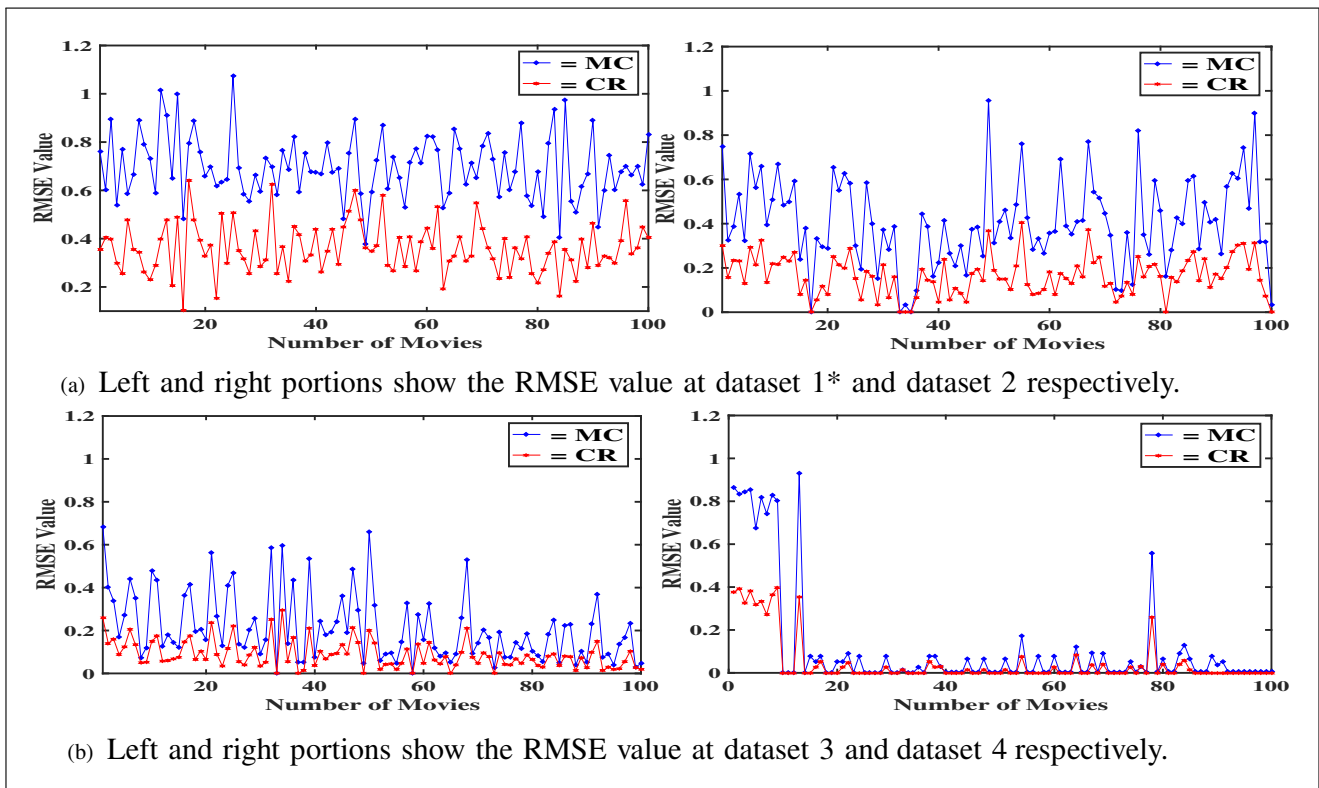 1.2
1
0.8
0.6
0.4
0.2
RMSE Value
= MC
= CR
20 40 60 80 100
Number of Movies
1.2
1
0.8
0.6
0.4
0.2
0
RMSE Value
= MC
= CR
20 40 60 80 100
Number of Movies
(a) Left and right portions show the RMSE value at dataset 1* and dataset 2 respectively.
1.2
1
0.8
0.6
0.4
0.2
0
RMSE Value
= MC
= CR
20 40 60 80 100
Number of Movies
1.2
1
0.8
0.6
0.4
0.2
0
RMSE Value
= MC
= CR
0 20 40 60 80 100
Number of Movies
(b) Left and right portions show the RMSE value at dataset 3 and dataset 4 respectively.